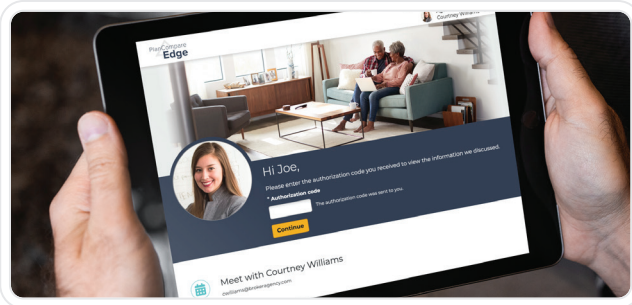 PlanCompare
Edge
Courtney Williams
Hi Joe,
Please enter the authorization code you received to view the information we discussed.
* Authorization code
The authorization code was sent to you.
Continue
Meet with Courtney Williams
cwilliams@brokeragency.com